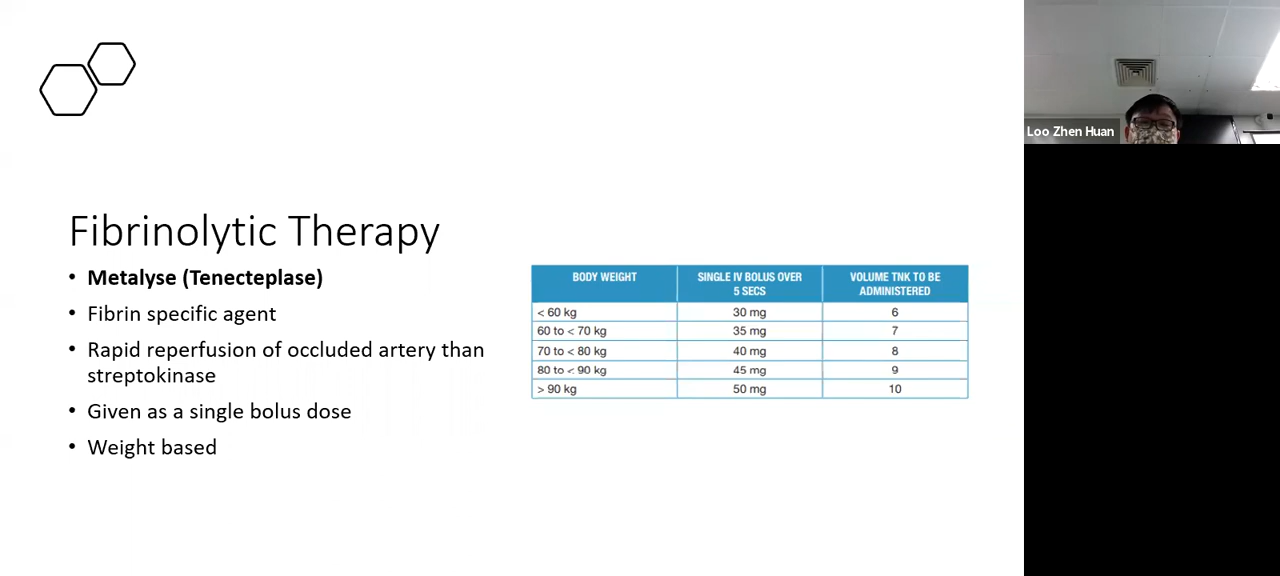 Fibrinolytic Therapy
• Metalyse (Tenecteplase)
• Fibrin specific agent
• Rapid reperfusion of occluded artery than
streptokinase
• Given as a single bolus dose
• Weight based
BODY WEIGHT SINGLE IV BOLUS OVER 5 SECS VOLUME TNK TO BE ADMINISTERED
< 60 kg 30 mg 6
60 to < 70 kg 35 mg 7
70 to < 80 kg 40 mg 8
80 to < 90 kg 45 mg 9
> 90 kg 50 mg 10
Loo Zhen Huan